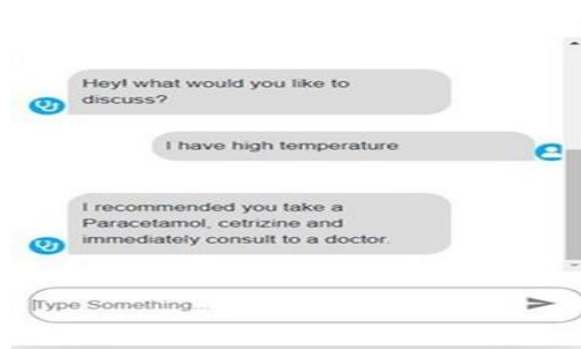 Hey! what would you like to
discuss?
I have high temperature
I recommended you take a
Paracetamol, cetrizine and
immediately consult to a doctor.
Type Something...